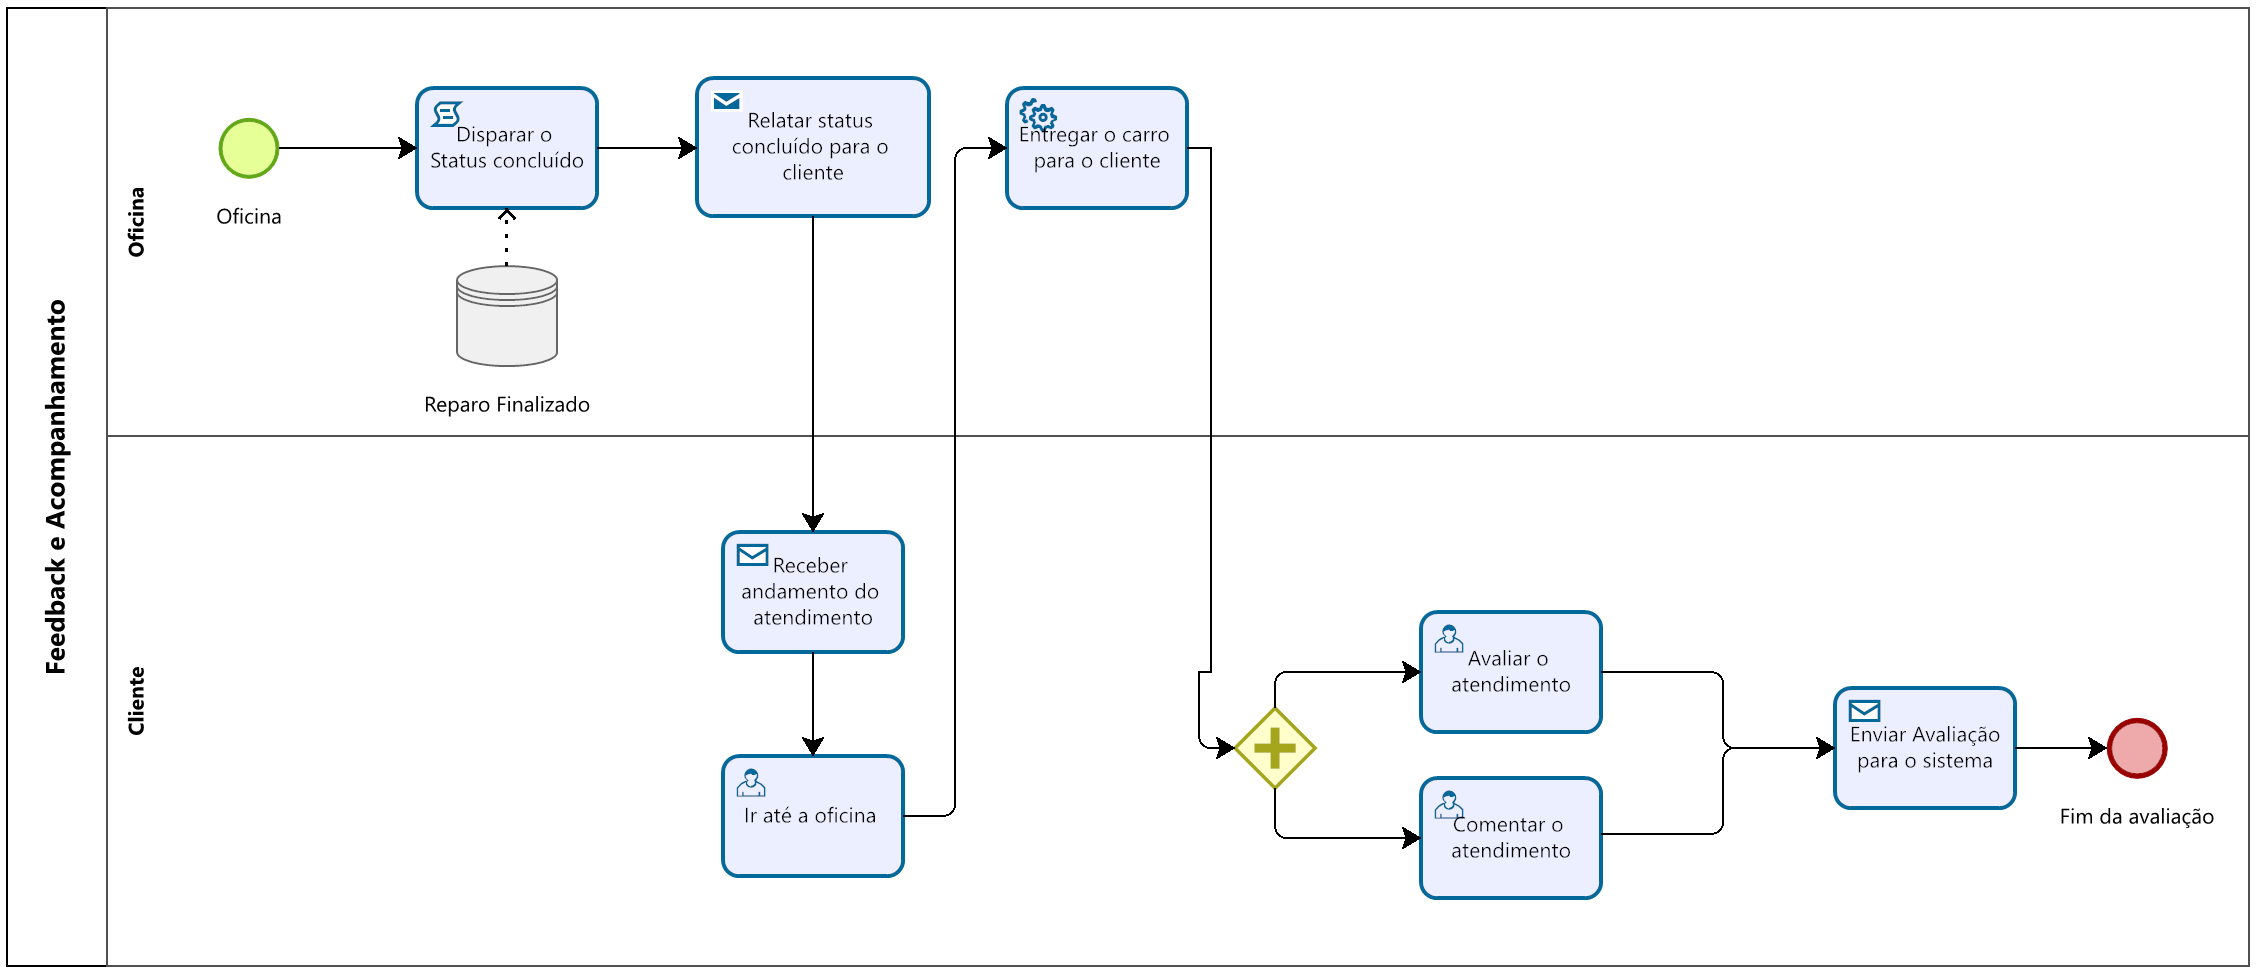 Feedback e Acompanhamento
Oficina
Oficina
Disparar o
Status concluído
Reparo Finalizado
Relatar status
concluído para o
cliente
Entregar o carro
para o cliente
Cliente
Receber
andamento do
atendimento
Ir até a oficina
Avaliar o
atendimento
Comentar o
atendimento
Enviar Avaliação
para o sistema
Fim da avaliação